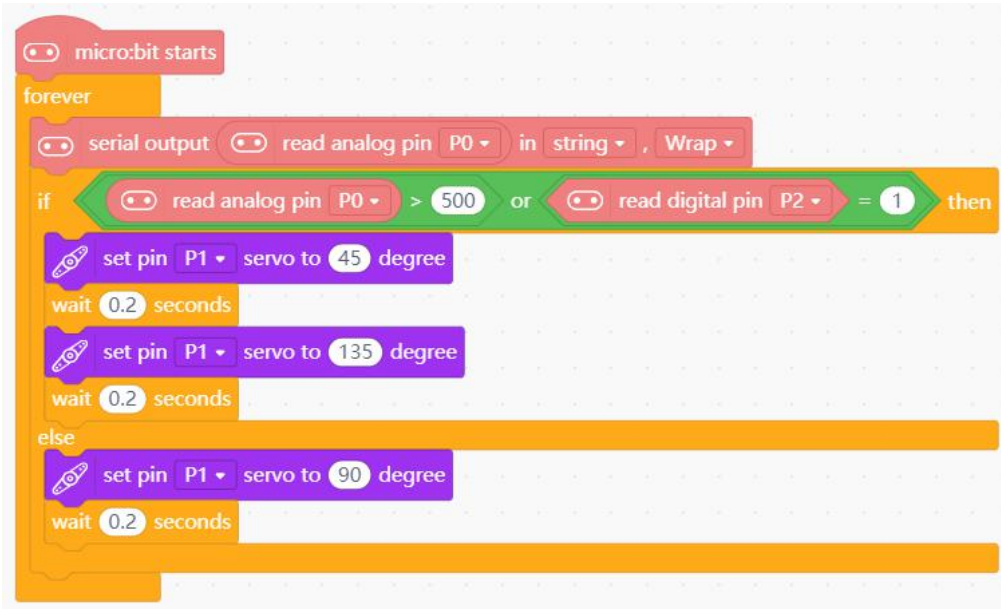 micro:bit starts
forever
serial output read analog pin P0 in string , Wrap
if read analog pin P0 > 500 or read digital pin P2 = 1 then
set pin P1 servo to 45 degree
wait 0.2 seconds
set pin P1 servo to 135 degree
wait 0.2 seconds
else
set pin P1 servo to 90 degree
wait 0.2 seconds